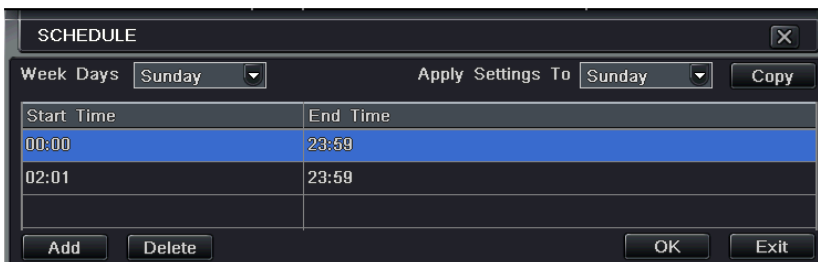 SCHEDULE
Week Days Sunday Apply Settings To Sunday Copy
Start Time End Time
00:00 23:59
02:01 23:59
Add Delete OK Exit